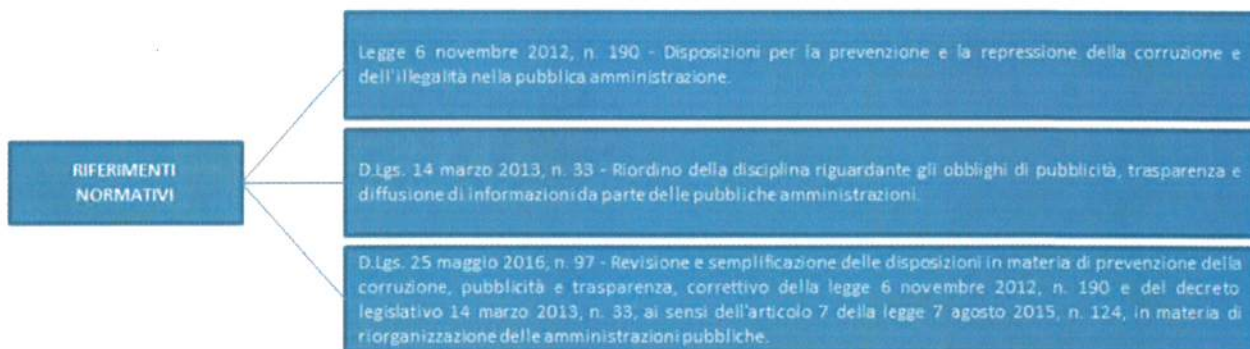 RIFERIMENTI
NORMATIVI
Legge 6 novembre 2012, n. 190 - Disposizioni per la prevenzione e la repressione della corruzione e
dell'illegalità nella pubblica amministrazione.
D.Lgs. 14 marzo 2013, n. 33 - Riordino della disciplina riguardante gli obblighi di pubblicità, trasparenza e
diffusione di informazioni da parte delle pubbliche amministrazioni.
D.Lgs. 25 maggio 2016, n. 97 - Revisione e semplificazione delle disposizioni in materia di prevenzione della
corruzione, pubblicità e trasparenza, correttivo della legge 6 novembre 2012, n. 190 e del decreto
legislativo 14 marzo 2013, n. 33, ai sensi dell'articolo 7 della legge 7 agosto 2015, n. 124, in materia di
riorganizzazione delle amministrazioni pubbliche.